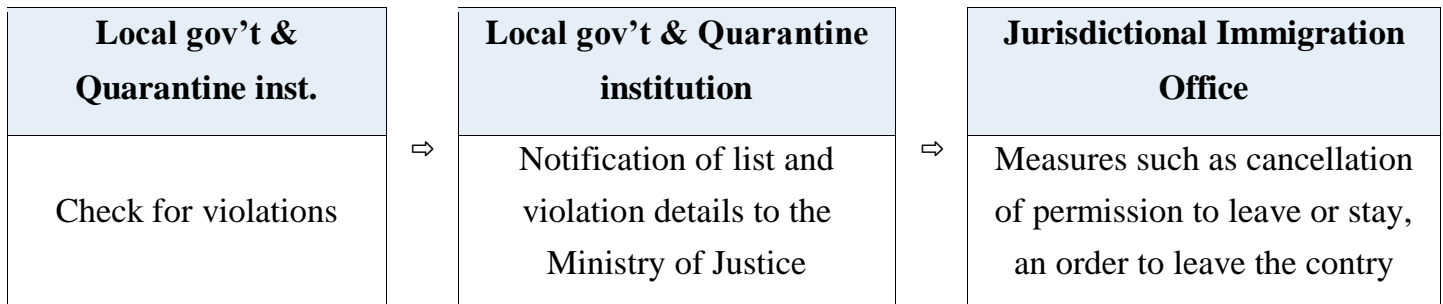 Local gov’t &
Quarantine inst.
Check for violations
⇨
Local gov’t & Quarantine
institution
Notification of list and
violation details to the
Ministry of Justice
⇨
Jurisdictional Immigration
Office
Measures such as cancellation
of permission to leave or stay,
an order to leave the contry